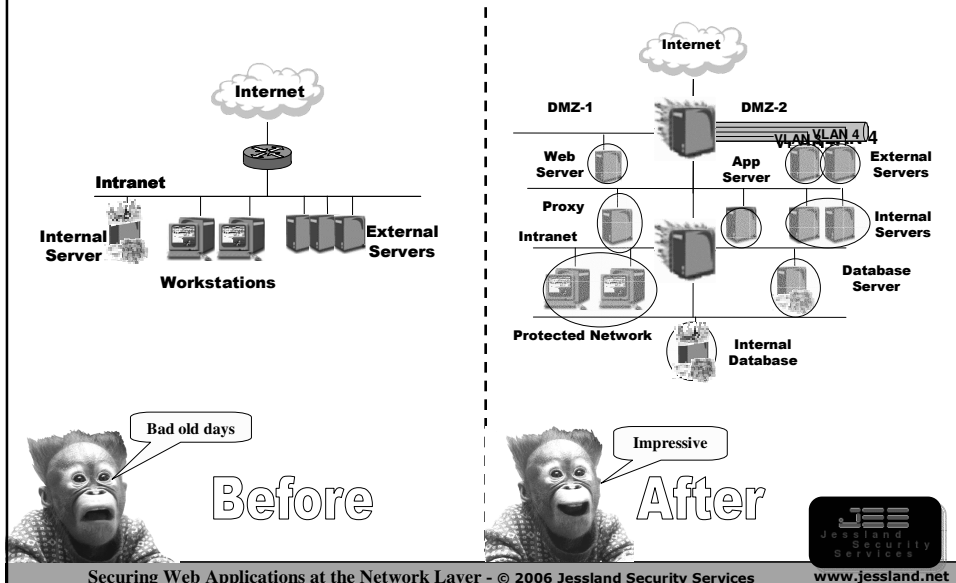 Internet
Intranet
Internal
Server
Workstations
External
Servers
Bad old days
Before
Internet
DMZ-1
DMZ-2
VLAN 4
Web
Server
App
Server
External
Servers
Proxy
Internal
Servers
Intranet
Database
Server
Protected Network
Internal
Database
Impressive
After
Jessland
Security
Services
Securing Web Applications at the Network Layer - © 2006 Jessland Security Services
www.jessland.net